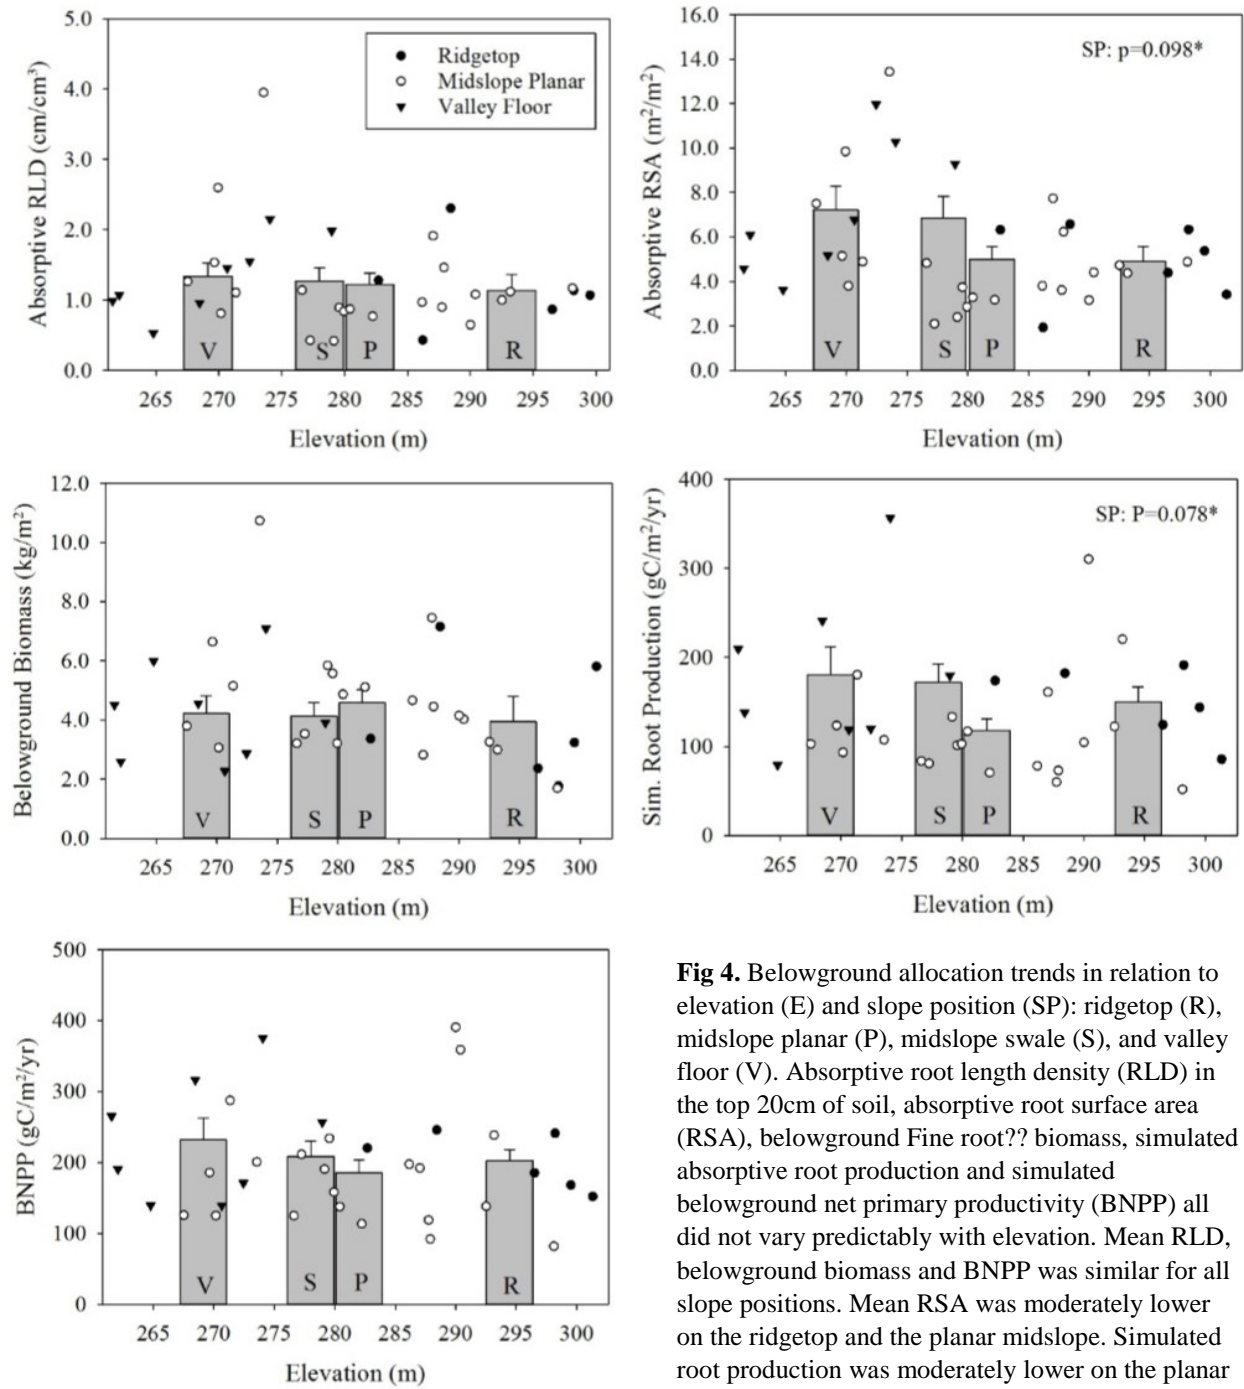 5.0
4.0
3.0
2.0
1.0
0.0
Absorptive RLD (cm/cm³)
Ridgetop
Midslope Planar
Valley Floor
V
S
P
R
265 270 275 280 285 290 295 300
Elevation (m)
16.0
14.0
12.0
10.0
8.0
6.0
4.0
2.0
0.0
Absorptive RSA (m²/m²)
SP: p=0.098*
V
S
P
R
265 270 275 280 285 290 295 300
Elevation (m)
12.0
10.0
8.0
6.0
4.0
2.0
0.0
Belowground Biomass (kg/m²)
V
S
P
R
265 270 275 280 285 290 295 300
Elevation (m)
400
300
200
100
0
Sim. Root Production (gC/m²/yr)
SP: P=0.078*
V
S
P
R
265 270 275 280 285 290 295 300
Elevation (m)
500
400
300
200
100
0
BNPP (gC/m²/yr)
V
S
P
R
265 270 275 280 285 290 295 300
Elevation (m)
Fig 4. Belowground allocation trends in relation to
elevation (E) and slope position (SP): ridgetop (R),
midslope planar (P), midslope swale (S), and valley
floor (V). Absorptive root length density (RLD) in
the top 20cm of soil, absorptive root surface area
(RSA), belowground Fine root?? biomass, simulated
absorptive root production and simulated
belowground net primary productivity (BNPP) all
did not vary predictably with elevation. Mean RLD,
belowground biomass and BNPP was similar for all
slope positions. Mean RSA was moderately lower
on the ridgetop and the planar midslope. Simulated
root production was moderately lower on the planar